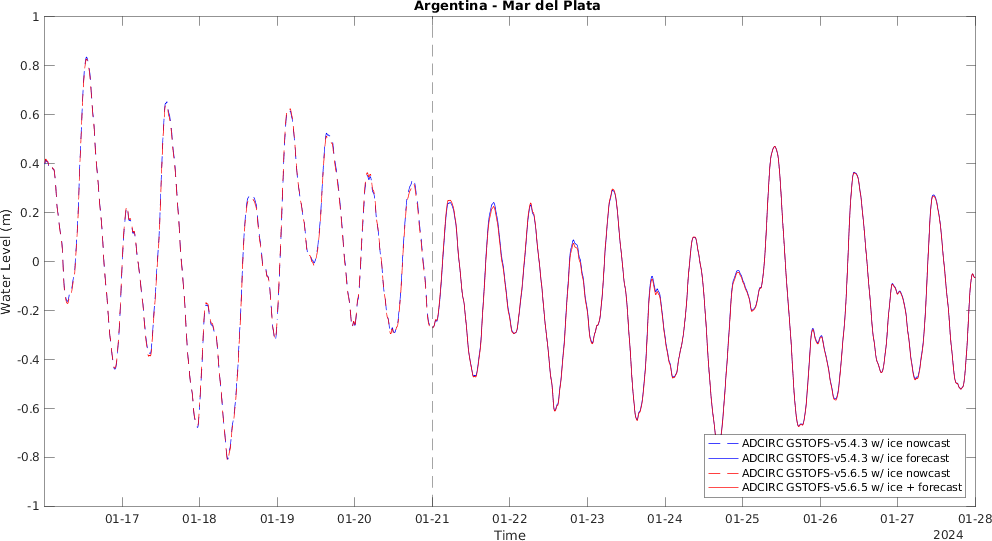 Argentina - Mar del Plata
Water Level (m)
1
0.8
0.6
0.4
0.2
0
-0.2
-0.4
-0.6
-0.8
-1
ADCIRC GSTOFS-v5.4.3 w/ ice nowcast
ADCIRC GSTOFS-v5.4.3 w/ ice forecast
ADCIRC GSTOFS-v5.6.5 w/ ice nowcast
ADCIRC GSTOFS-v5.6.5 w/ ice + forecast
01-17 01-18 01-19 01-20 01-21 01-22 01-23 01-24 01-25 01-26 01-27 01-28
Time
2024